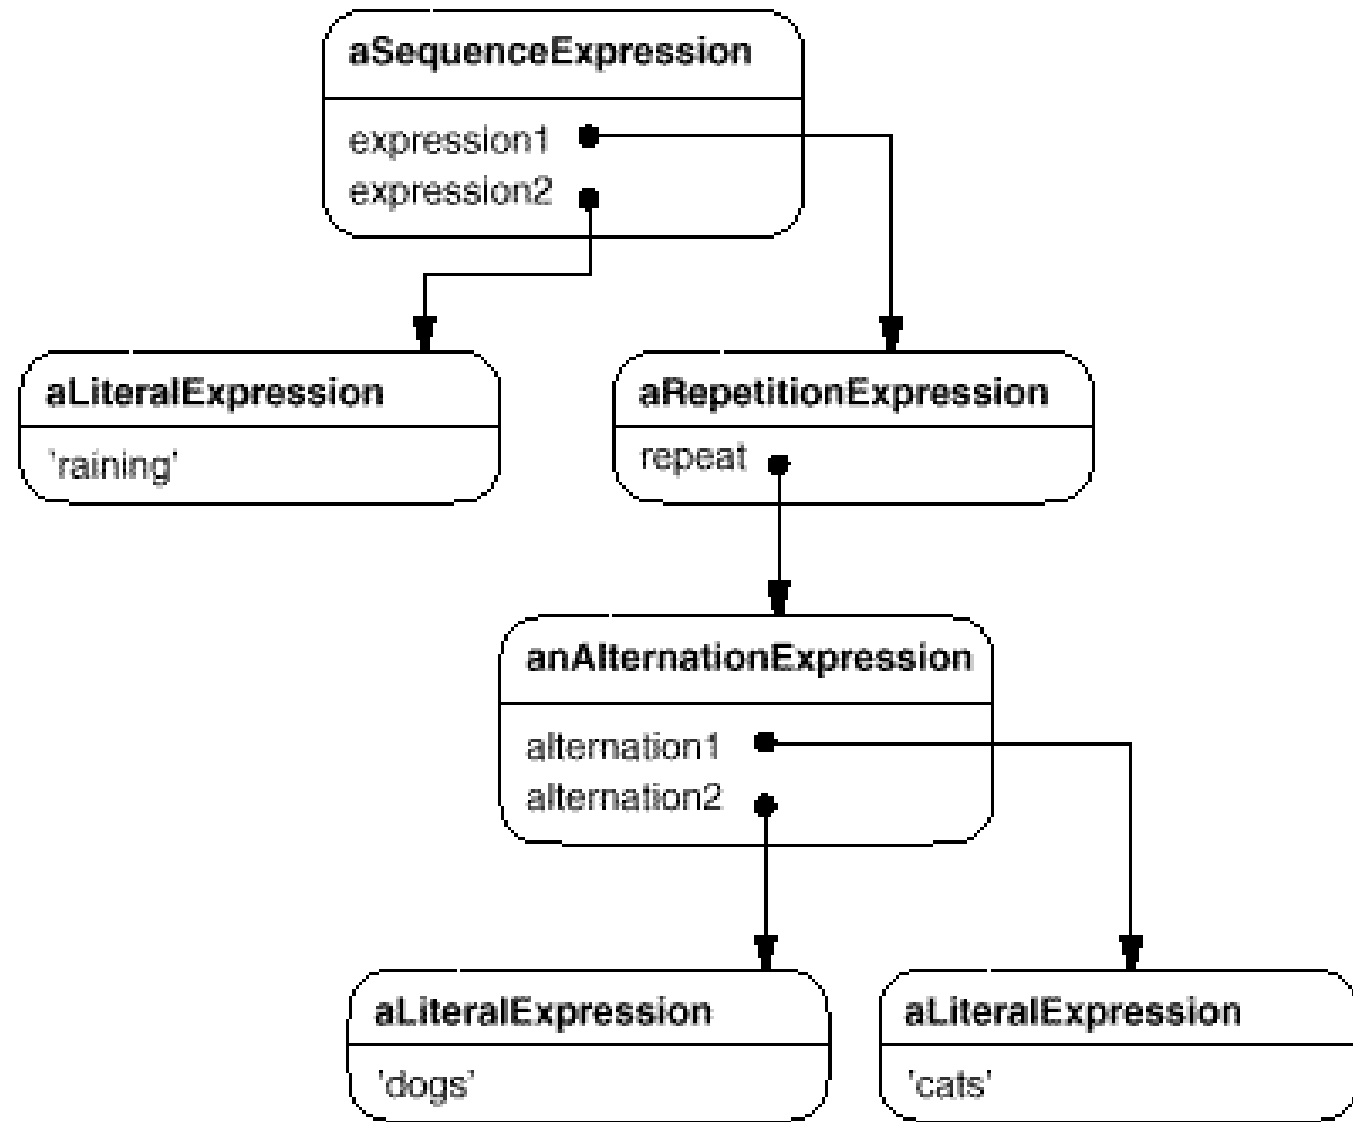 aSequenceExpression
expression1
expression2
aLiteralExpression
'raining'
aRepetitionExpression
repeat
anAlternationExpression
alternation1
alternation2
aLiteralExpression
'dogs'
aLiteralExpression
'cats'